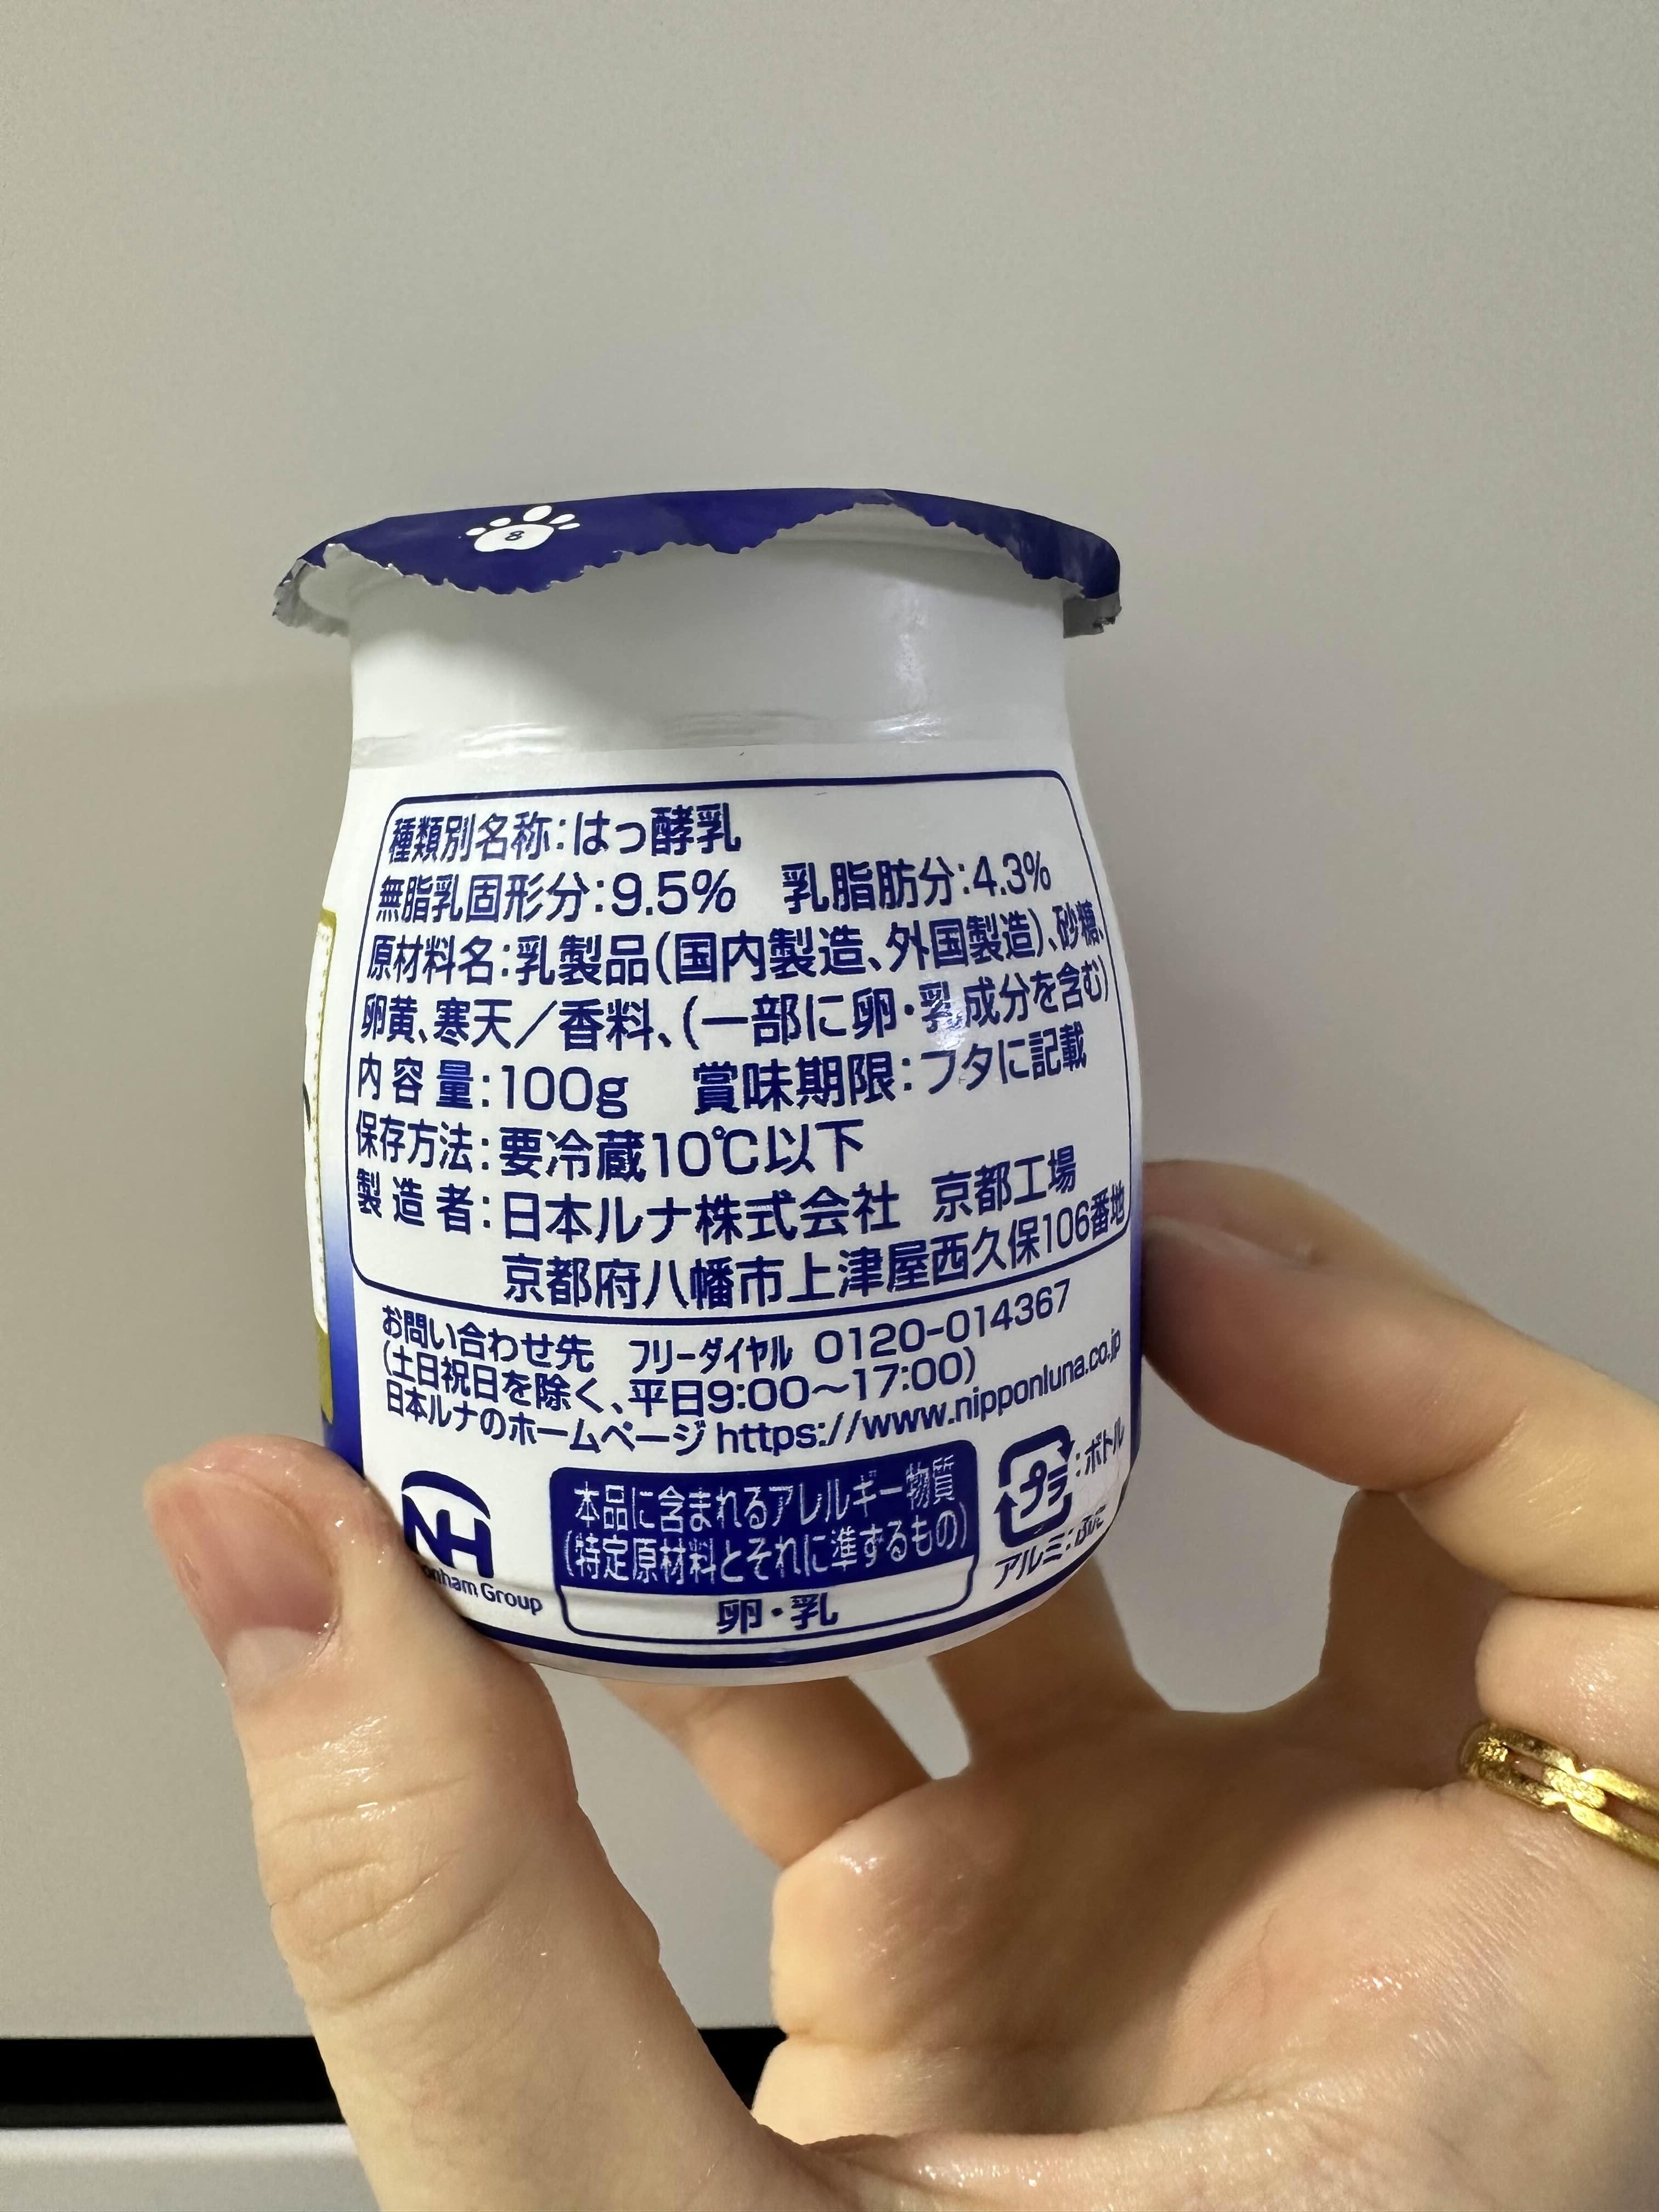 8
種類別名称：はっ酵乳
無脂乳固形分：9.5% 乳脂肪分：4.3%
原材料名：乳製品（国内製造、外国製造）、砂糖、
卵黄、寒天／香料、（一部に卵・乳成分を含む）
内容量：100g 賞味期限：フタに記載
保存方法：要冷蔵10℃以下
製造者：日本ルナ株式会社 京都工場
京都府八幡市上津屋西久保106番地
お問い合わせ先 フリーダイヤル 0120-014367
（土日祝日を除く、平日9:00～17:00）
日本ルナのホームページ https://www.nipponluna.co.jp
NH
Group
本品に含まれるアレルギー物質
（特定原材料とそれに準ずるもの）
卵・乳
プラ：ボトル
アルミ：ふた